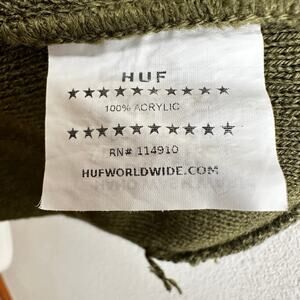 HUF
★★★★★★★★★★
100% ACRYLIC
★★★★★★★★★★
RN# 114910
HUFWORLDWIDE.COM